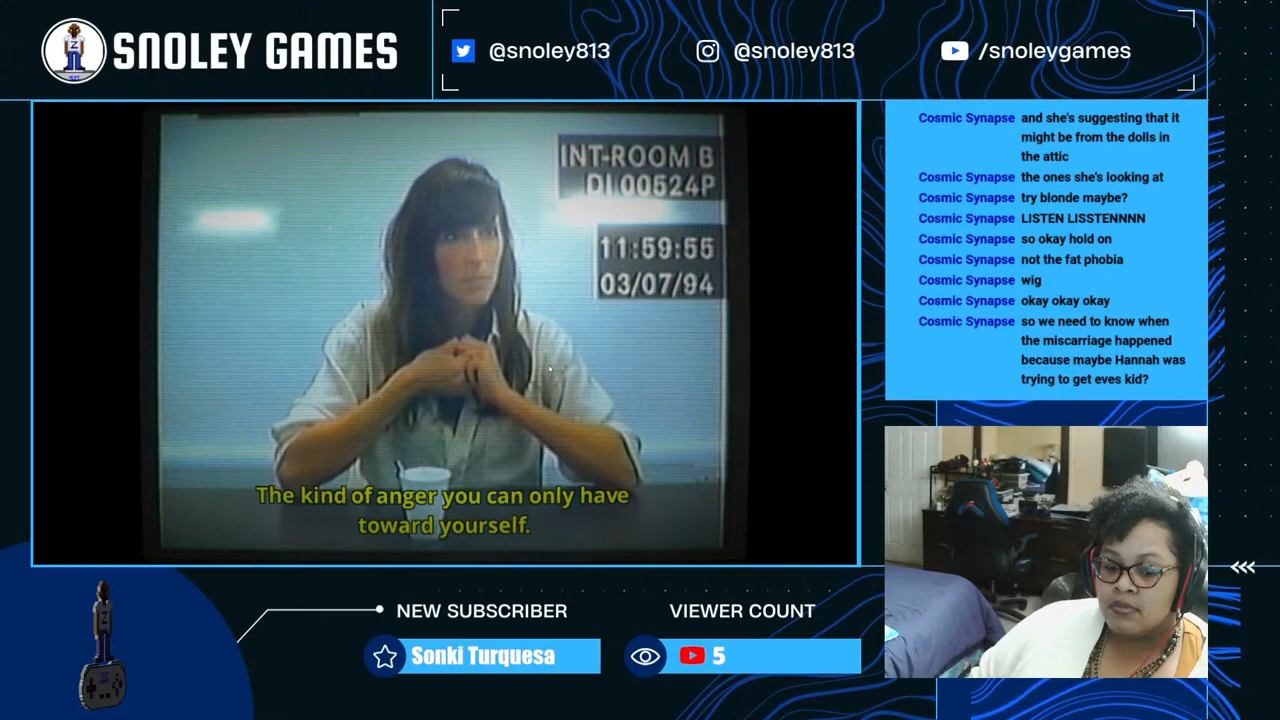 SNOLEY GAMES
@snoley813
@snoley813
/snoleygames
INT-ROOM B
DI 00524P
11:59:55
03/07/94
The kind of anger you can only have
toward yourself.
Cosmic Synapse and she's suggesting that it
might be from the dolls in
the attic
Cosmic Synapse the ones she's looking at
Cosmic Synapse try blonde maybe?
Cosmic Synapse LISTEN LISSTENNNN
Cosmic Synapse so okay hold on
Cosmic Synapse not the fat phobia
Cosmic Synapse wig
Cosmic Synapse okay okay okay
Cosmic Synapse so we need to know when
the miscarriage happened
because maybe Hannah was
trying to get eves kid?
NEW SUBSCRIBER
Sonki Turquesa
VIEWER COUNT
5